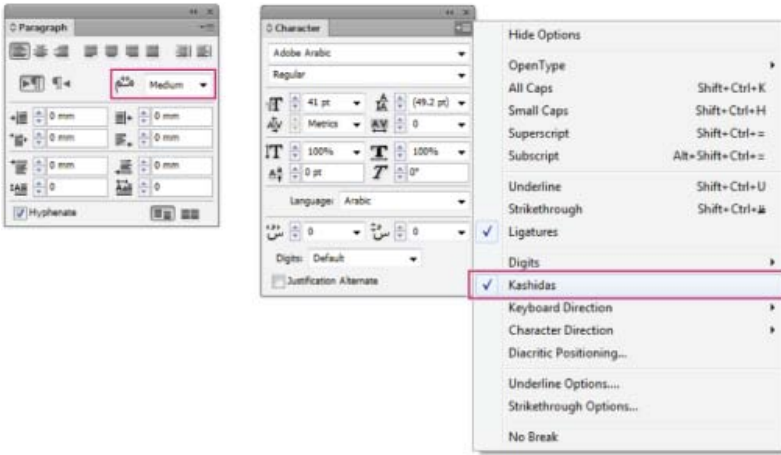 Paragraph
Medium
0 mm
0 mm
0 mm
0 mm
0 mm
0 mm
0
0
Hyphenate
Character
Adobe Arabic
Regular
41 pt
(49.2 pt)
Metrics
0
100%
100%
0 pt
0°
Language: Arabic
0
0
Digits: Default
Justification Alternate
Hide Options
OpenType
All Caps Shift+Ctrl+K
Small Caps Shift+Ctrl+H
Superscript Shift+Ctrl+=
Subscript Alt+Shift+Ctrl+=
Underline Shift+Ctrl+U
Strikethrough Shift+Ctrl+
Ligatures
Digits
Kashidas
Keyboard Direction
Character Direction
Diacritic Positioning...
Underline Options....
Strikethrough Options...
No Break